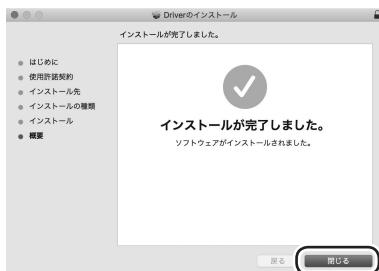 Driverのインストール
インストールが完了しました。
はじめに
使用許諾契約
インストール先
インストールの種類
インストール
概要
インストールが完了しました。
ソフトウェアがインストールされました。
戻る
閉じる